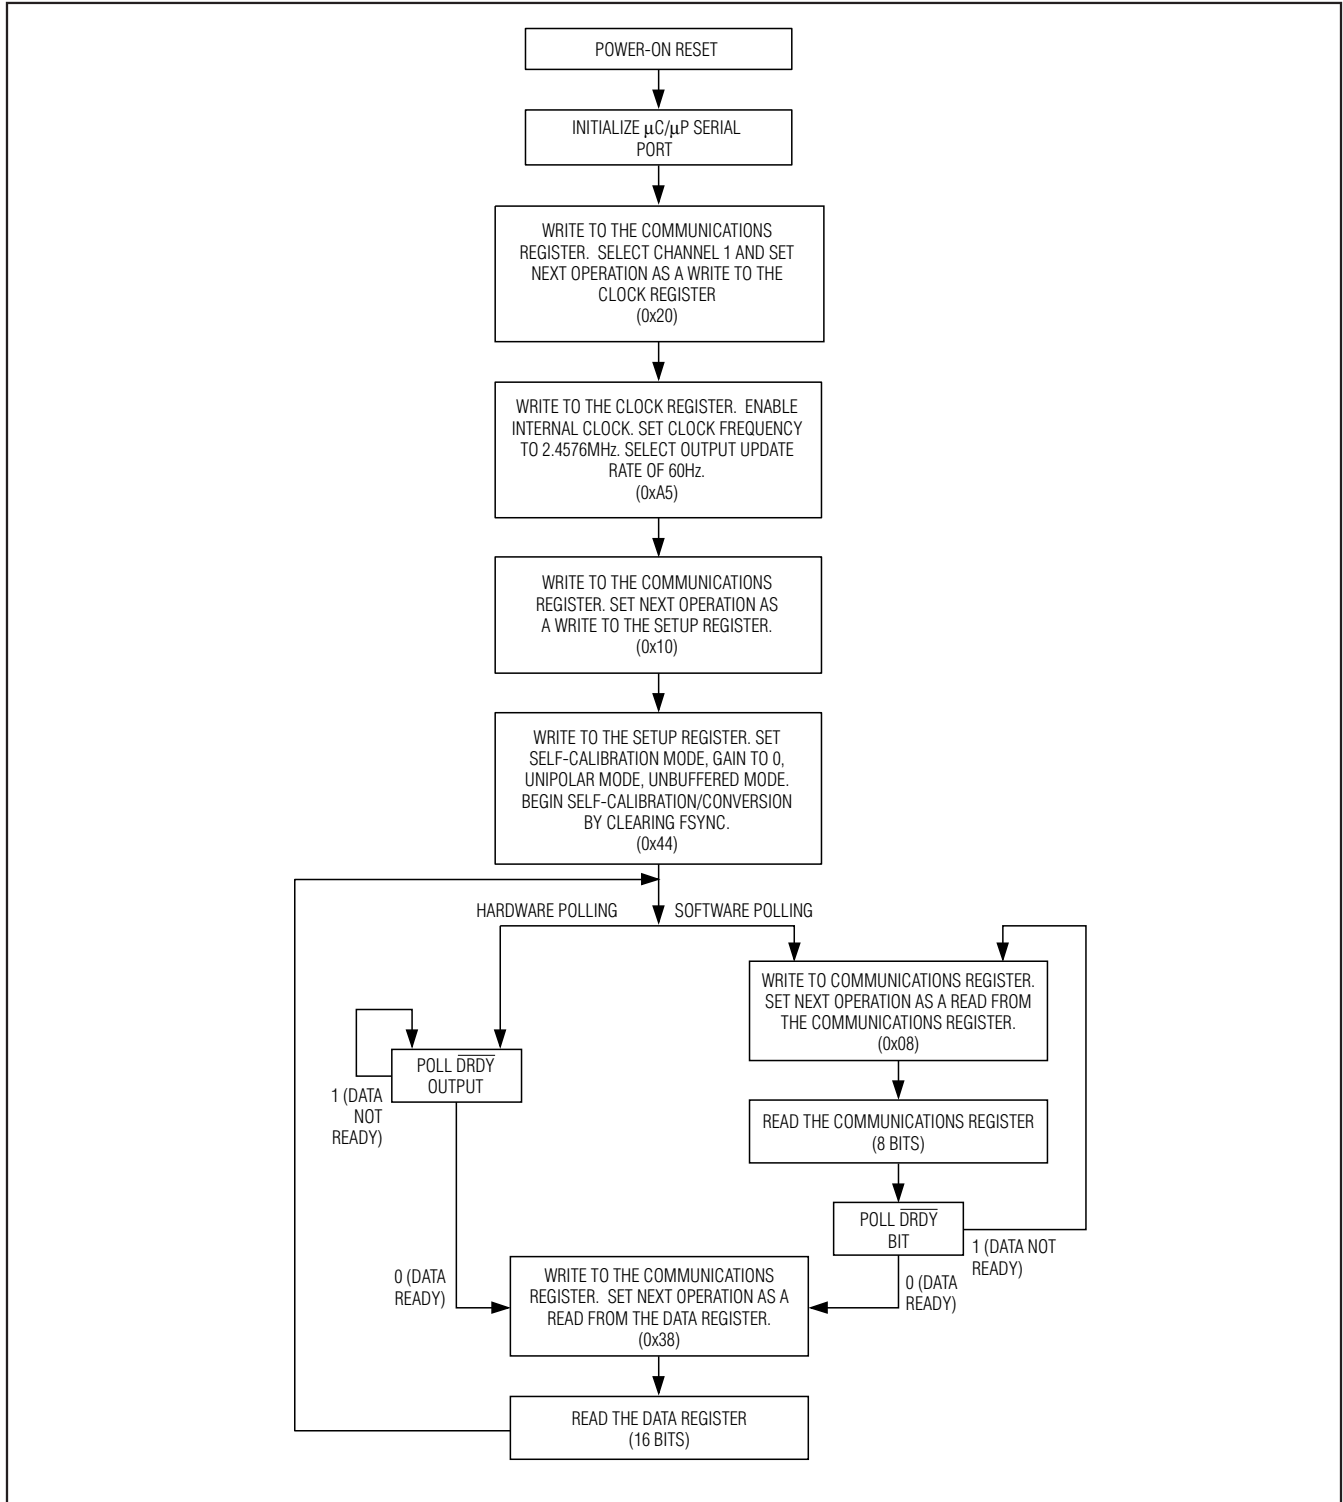 POWER-ON RESET
INITIALIZE μC/μP SERIAL
PORT
WRITE TO THE COMMUNICATIONS
REGISTER. SELECT CHANNEL 1 AND SET
NEXT OPERATION AS A WRITE TO THE
CLOCK REGISTER
(0x20)
WRITE TO THE CLOCK REGISTER. ENABLE
INTERNAL CLOCK. SET CLOCK FREQUENCY
TO 2.4576MHz. SELECT OUTPUT UPDATE
RATE OF 60Hz.
(0xA5)
WRITE TO THE COMMUNICATIONS
REGISTER. SET NEXT OPERATION AS
A WRITE TO THE SETUP REGISTER.
(0x10)
WRITE TO THE SETUP REGISTER. SET
SELF-CALIBRATION MODE, GAIN TO 0,
UNIPOLAR MODE, UNBUFFERED MODE.
BEGIN SELF-CALIBRATION/CONVERSION
BY CLEARING FSYNC.
(0x44)
HARDWARE POLLING
SOFTWARE POLLING
WRITE TO COMMUNICATIONS REGISTER.
SET NEXT OPERATION AS A READ FROM
THE COMMUNICATIONS REGISTER.
(0x08)
POLL D̅R̅D̅Y̅
OUTPUT
1 (DATA
NOT
READY)
READ THE COMMUNICATIONS REGISTER
(8 BITS)
POLL D̅R̅D̅Y̅
BIT
1 (DATA NOT
READY)
0 (DATA
READY)
0 (DATA
READY)
WRITE TO THE COMMUNICATIONS
REGISTER. SET NEXT OPERATION AS A
READ FROM THE DATA REGISTER.
(0x38)
READ THE DATA REGISTER
(16 BITS)